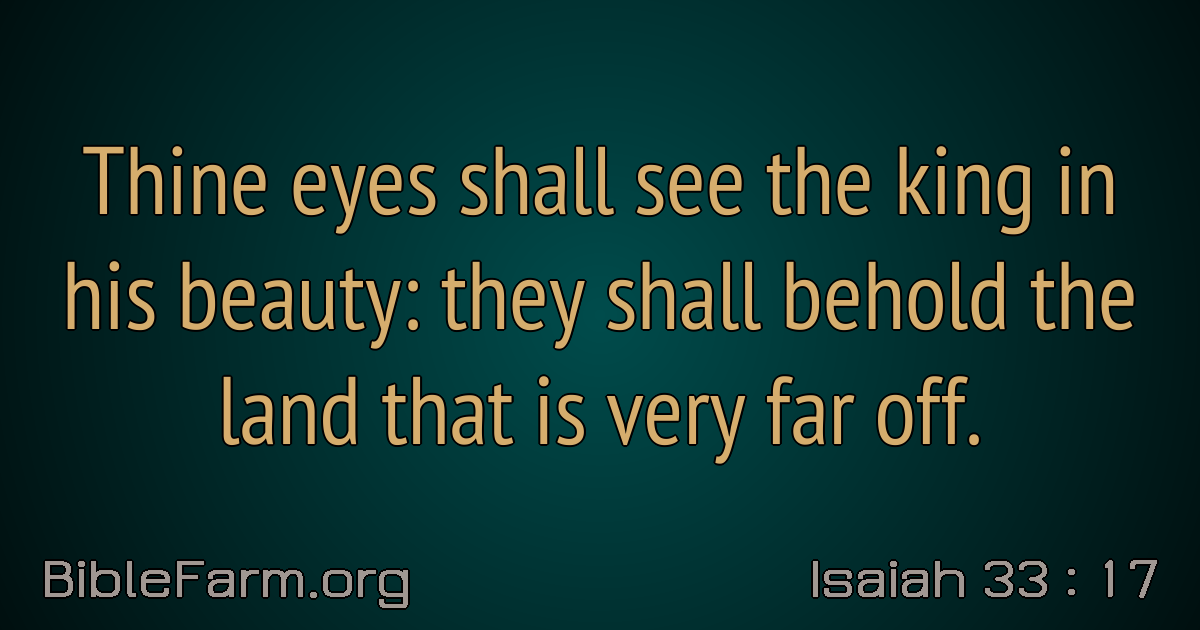 Thine eyes shall see the king in
his beauty: they shall behold the
land that is very far off.
BibleFarm.org
Isaiah 33 : 17